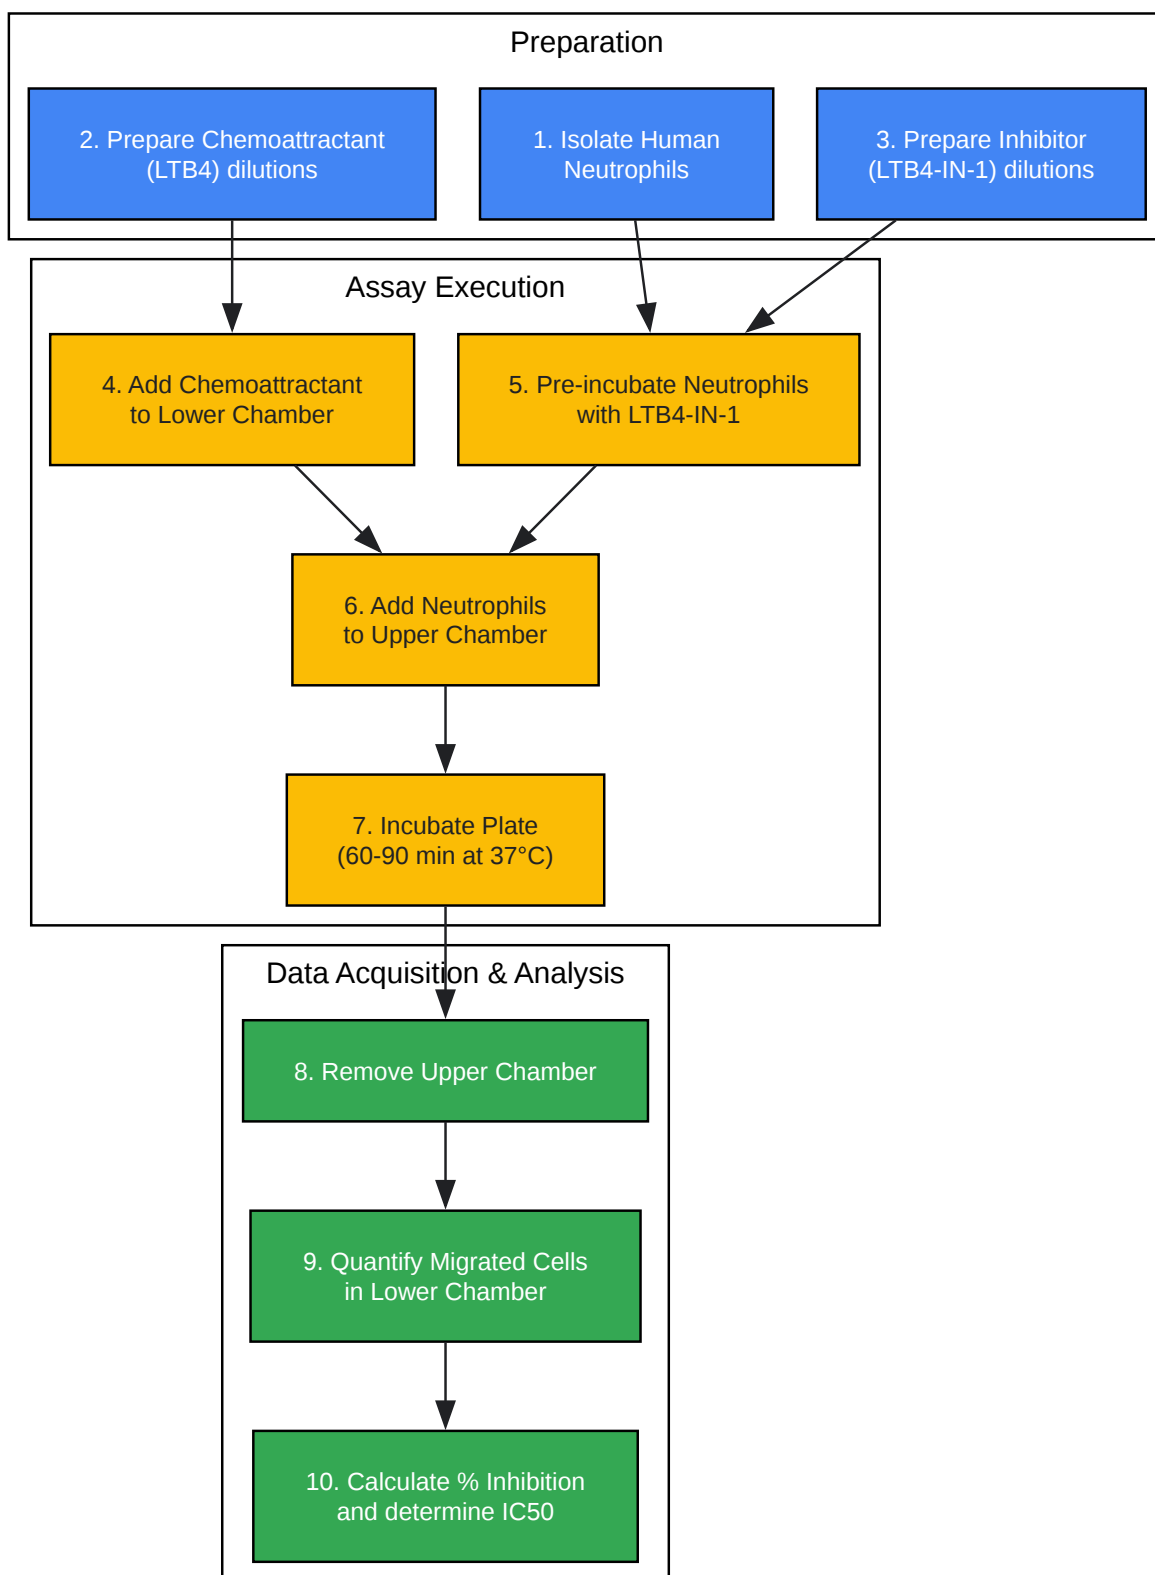 Preparation
2. Prepare Chemoattractant
(LTB4) dilutions
1. Isolate Human
Neutrophils
3. Prepare Inhibitor
(LTB4-IN-1) dilutions
Assay Execution
4. Add Chemoattractant
to Lower Chamber
5. Pre-incubate Neutrophils
with LTB4-IN-1
6. Add Neutrophils
to Upper Chamber
7. Incubate Plate
(60-90 min at 37°C)
Data Acquisition & Analysis
8. Remove Upper Chamber
9. Quantify Migrated Cells
in Lower Chamber
10. Calculate % Inhibition
and determine IC50